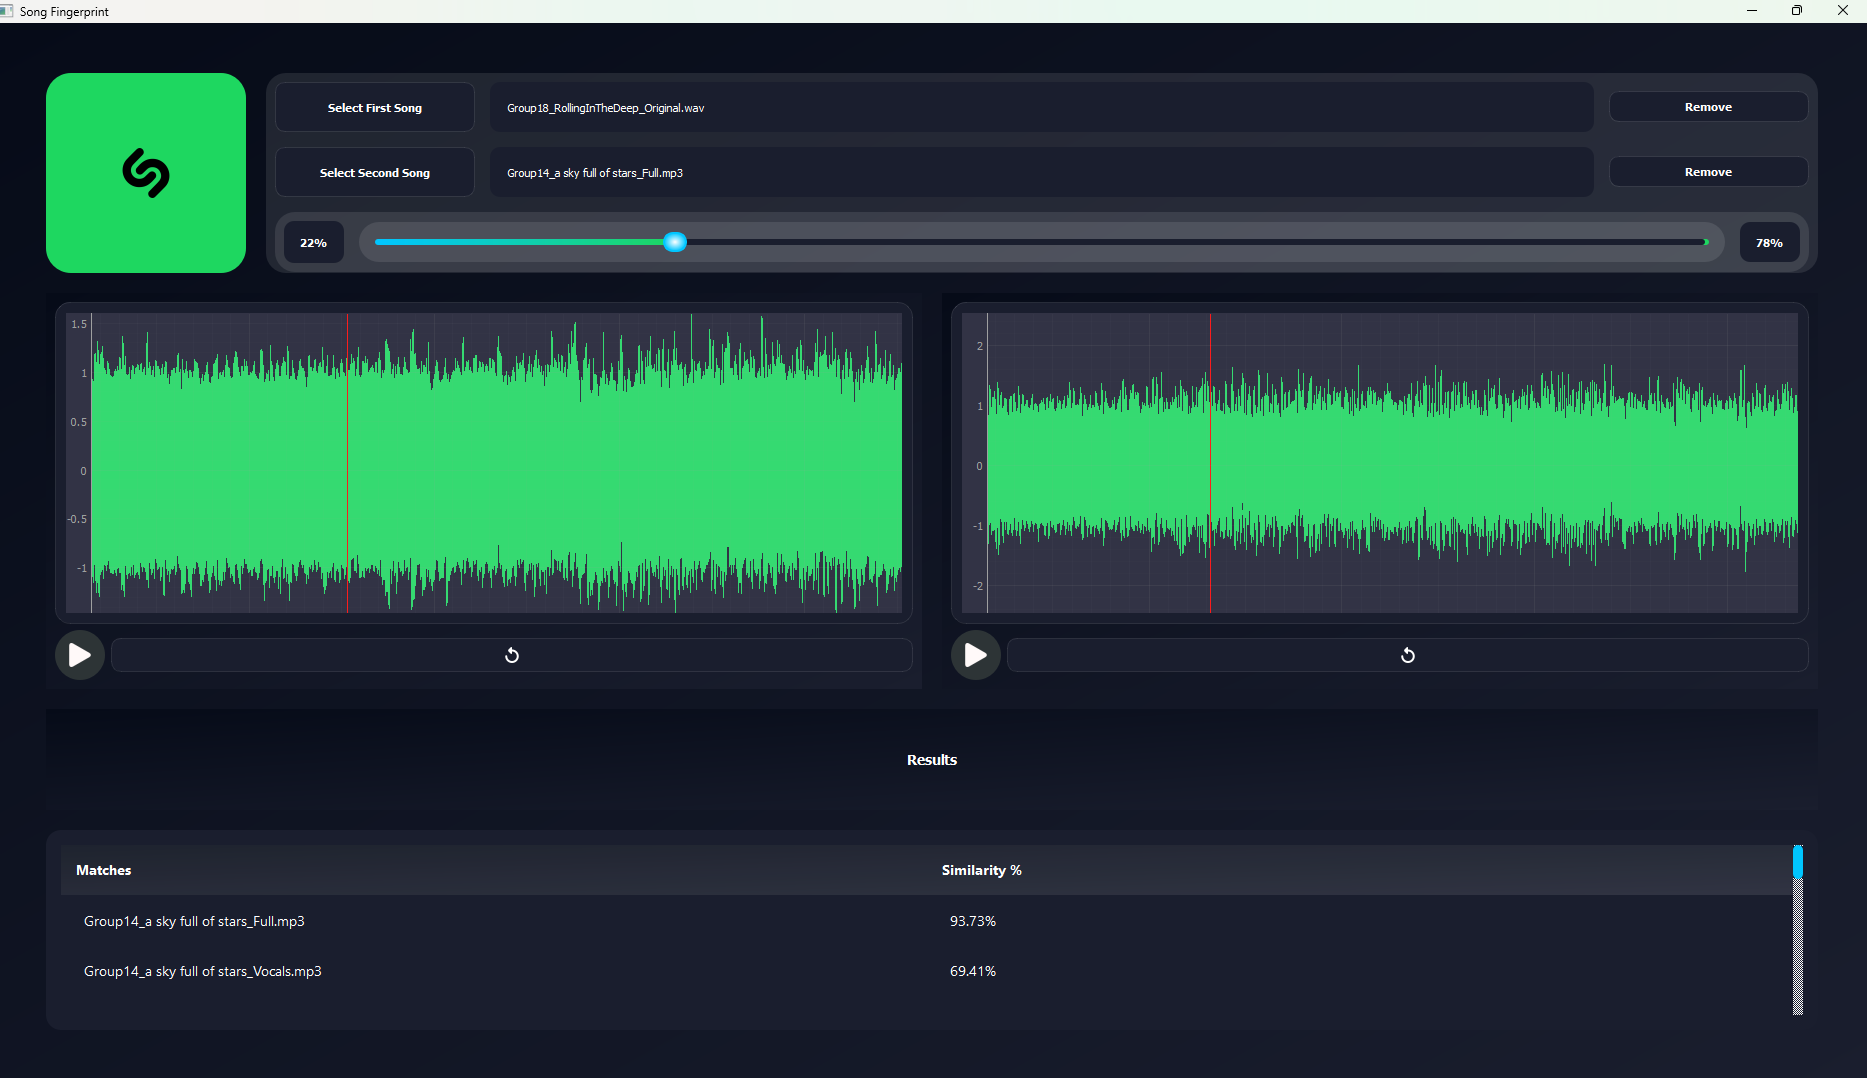 Song Fingerprint
Select First Song Group18_RollingInTheDeep_Original.wav Remove
Select Second Song Group14_a sky full of stars_Full.mp3 Remove
22% 78%
1.5
1
0.5
0
-0.5
-1
2
1
0
-1
-2
Results
Matches Similarity %
Group14_a sky full of stars_Full.mp3 93.73%
Group14_a sky full of stars_Vocals.mp3 69.41%